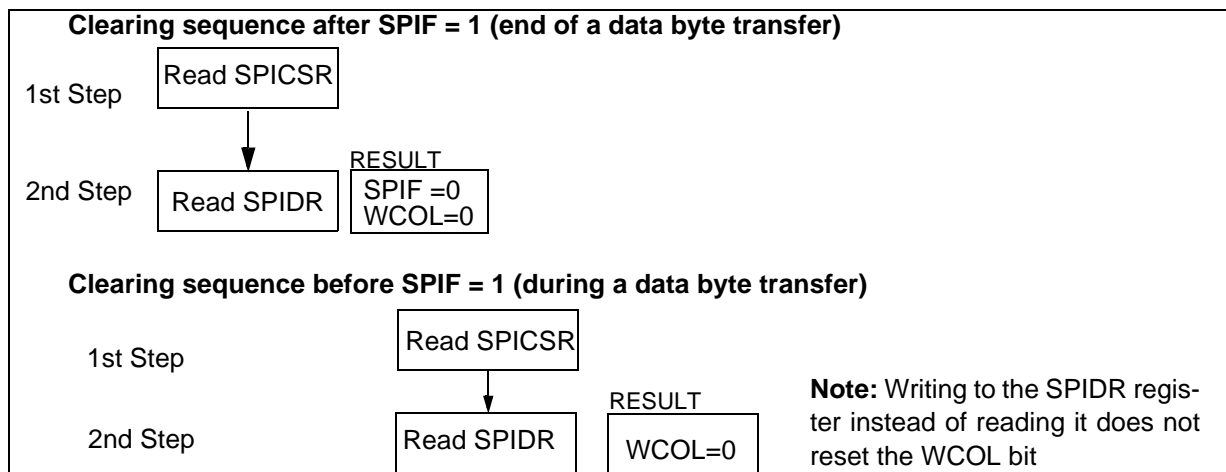 Clearing sequence after SPIF = 1 (end of a data byte transfer)
1st Step
Read SPICSR
2nd Step
Read SPIDR
RESULT
SPIF =0
WCOL=0
Clearing sequence before SPIF = 1 (during a data byte transfer)
1st Step
Read SPICSR
2nd Step
Read SPIDR
RESULT
WCOL=0
Note: Writing to the SPIDR regis-
ter instead of reading it does not
reset the WCOL bit